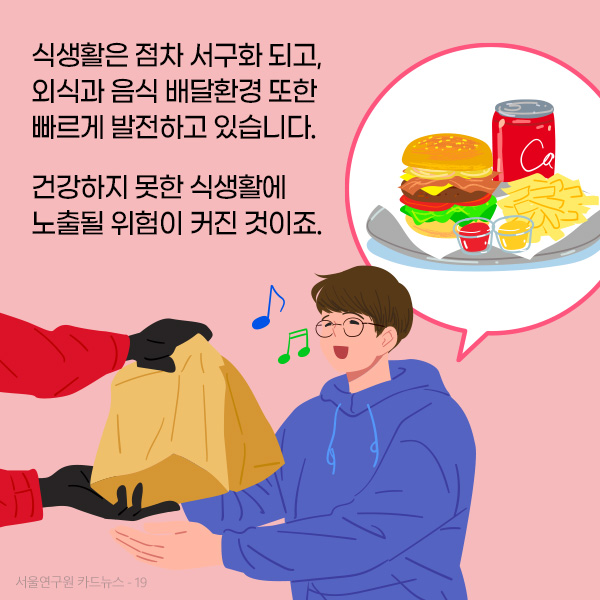 식생활은 점차 서구화 되고,
외식과 음식 배달환경 또한
빠르게 발전하고 있습니다.
건강하지 못한 식생활에
노출될 위험이 커진 것이죠.
Ca
서울연구원 카드뉴스 - 19